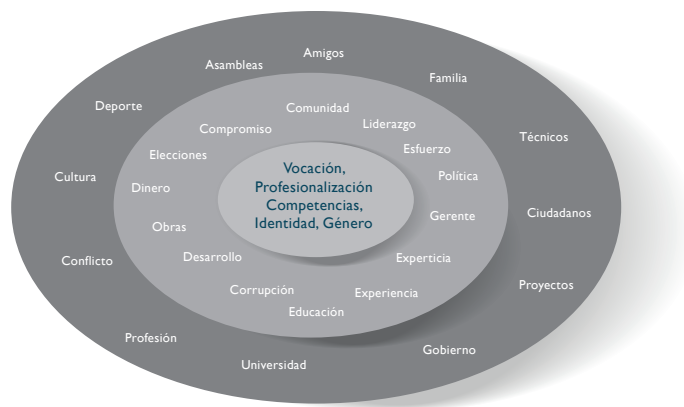 Amigos
Asambleas
Familia
Deporte
Técnicos
Cultura
Ciudadanos
Conflicto
Proyectos
Profesión
Gobierno
Universidad
Comunidad
Compromiso
Liderazgo
Elecciones
Esfuerzo
Dinero
Política
Obras
Gerente
Desarrollo
Experticia
Corrupción
Experiencia
Educación
Vocación,
Profesionalización
Competencias,
Identidad, Género